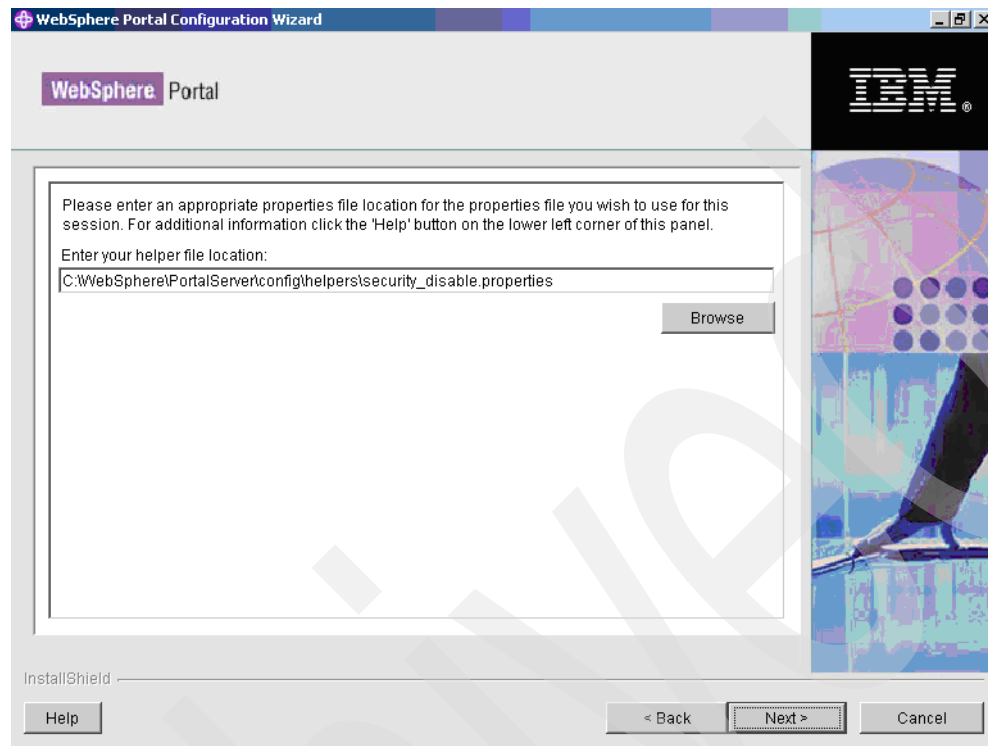 WebSphere Portal Configuration Wizard
WebSphere Portal
IBM®
Please enter an appropriate properties file location for the properties file you wish to use for this
session. For additional information click the 'Help' button on the lower left corner of this panel.
Enter your helper file location:
C:\WebSphere\PortalServer\config\helpers\security_disable.properties
Browse
InstallShield
Help
< Back
Next >
Cancel